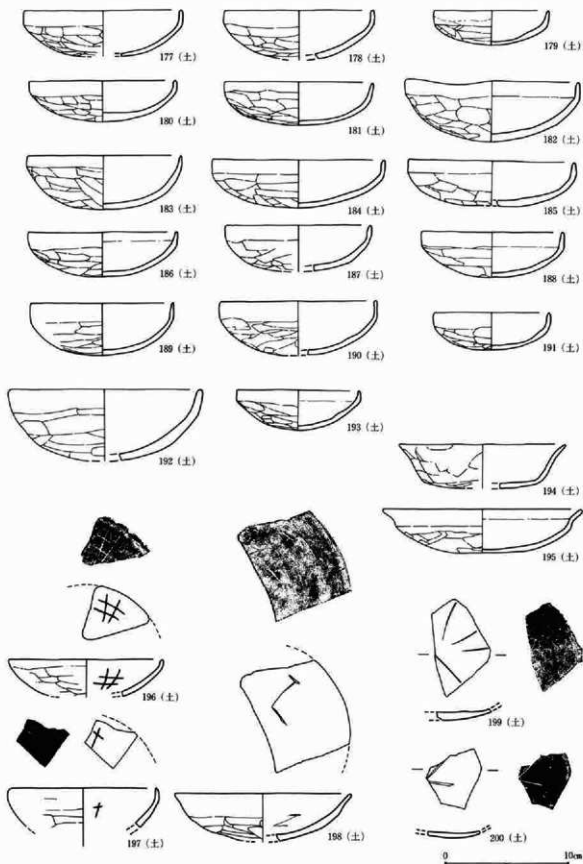 177 (土)
178 (土)
179 (土)
180 (土)
181 (土)
182 (土)
183 (土)
184 (土)
185 (土)
186 (土)
187 (土)
188 (土)
189 (土)
190 (土)
191 (土)
192 (土)
193 (土)
194 (土)
195 (土)
196 (土)
199 (土)
197 (土)
198 (土)
200 (土)
0 10cm